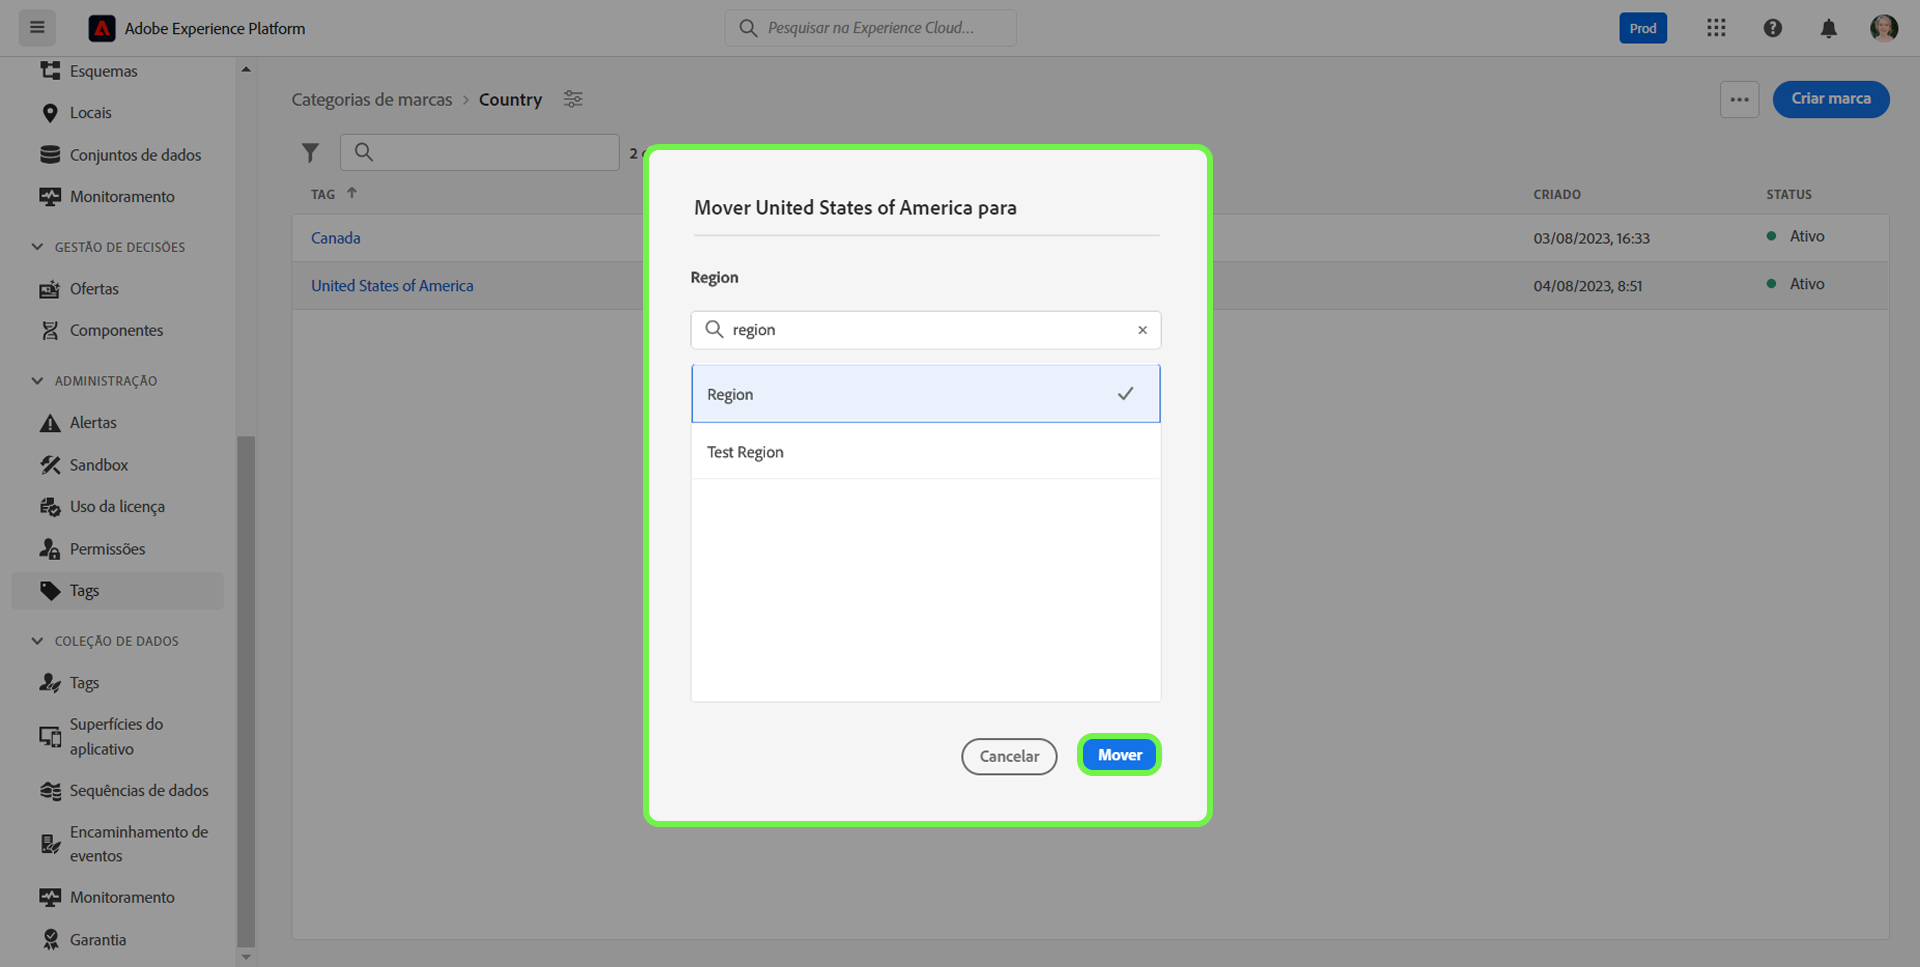 Adobe Experience Platform
Pesquisar na Experience Cloud...
Prod
Esquemas
Locais
Conjuntos de dados
Monitoramento
GESTÃO DE DECISÕES
Ofertas
Componentes
ADMINISTRAÇÃO
Alertas
Sandbox
Uso da licença
Permissões
Tags
COLEÇÃO DE DADOS
Tags
Superfícies do
aplicativo
Sequências de dados
Encaminhamento de
eventos
Monitoramento
Garantia
Categorias de marcas > Country
Criar marca
2
TAG CRIADO STATUS
Canada 03/08/2023, 16:33 Ativo
United States of America 04/08/2023, 8:51 Ativo
Mover United States of America para
Region
region
Region
Test Region
Cancelar Mover